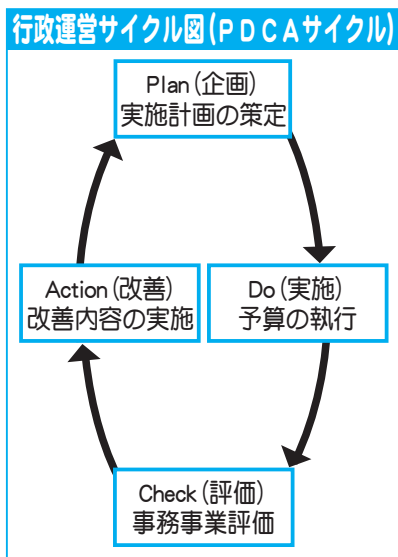 行政運営サイクル図(PDCAサイクル)
Plan(企画)
実施計画の策定
Do(実施)
予算の執行
Check(評価)
事務事業評価
Action(改善)
改善内容の実施